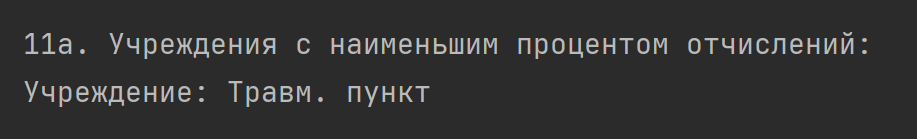 11а. Учреждения с наименьшим процентом отчислений:
Учреждение: Травм. пункт